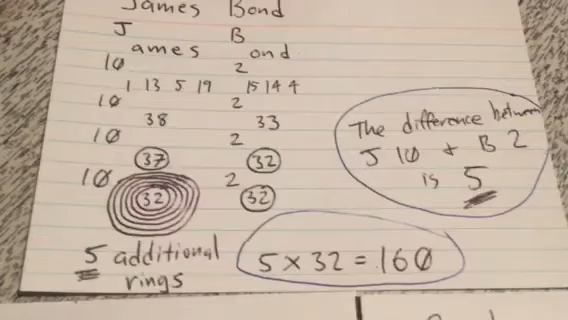 James Bond
J B
ames ond
10 2
1 13 5 19 15 14 4
10 2
38 33
10 2
37 32
10 2
32 32
5 additional
rings
The difference between
J 10 + B 2
is 5
5 x 32 = 160